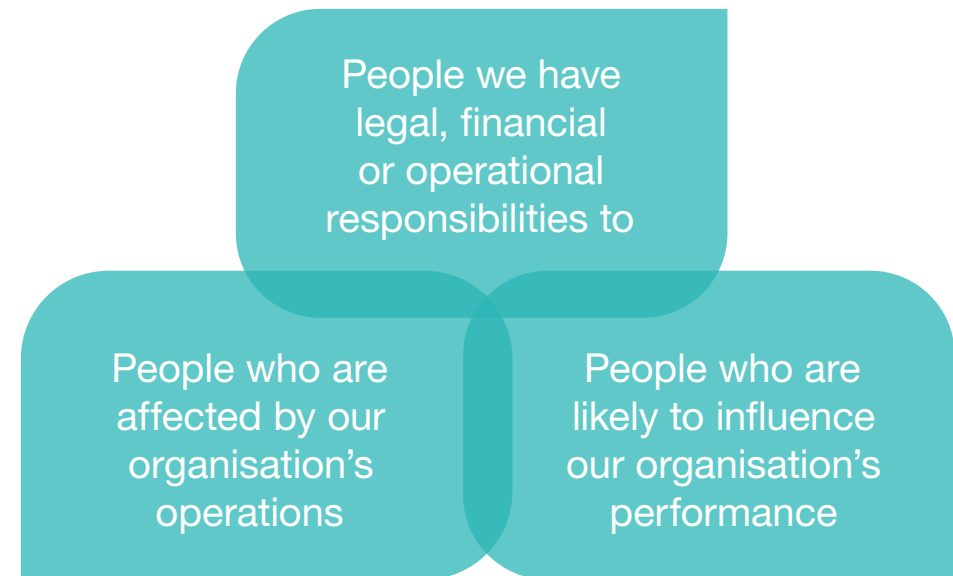 People we have
legal, financial
or operational
responsibilities to
People who are
affected by our
organisation’s
operations
People who are
likely to influence
our organisation’s
performance